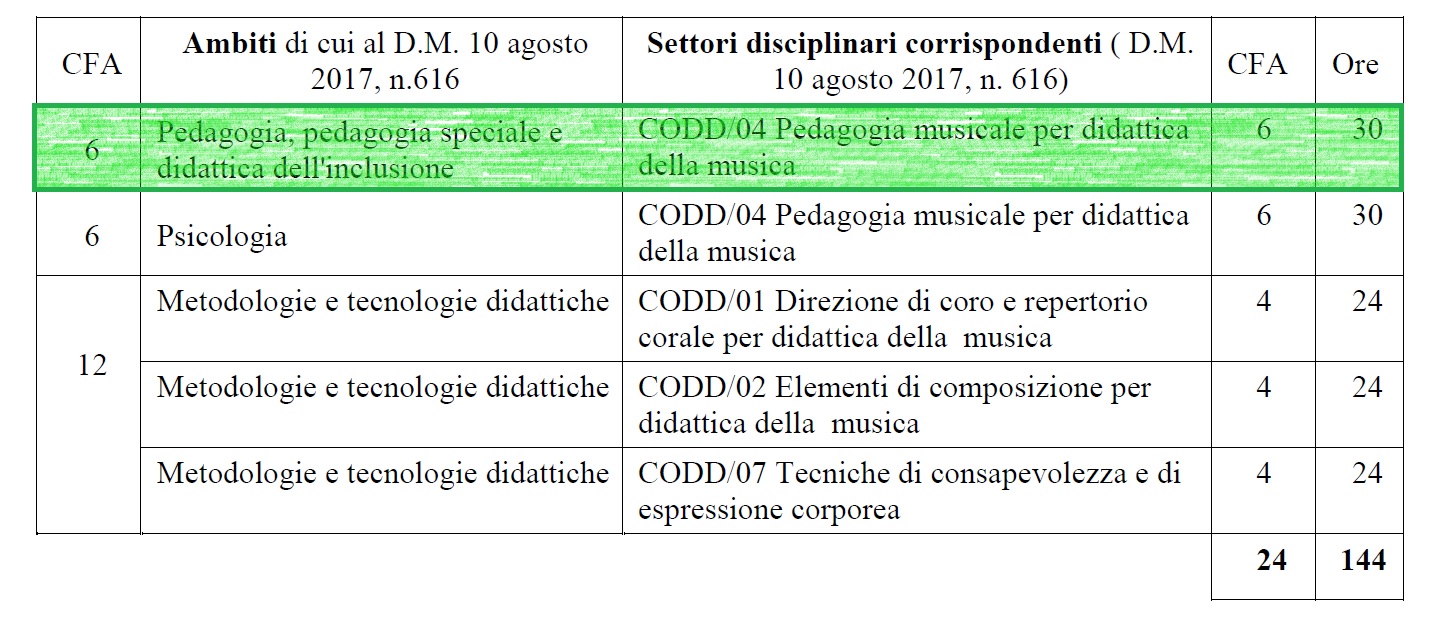 CFA
Ambiti di cui al D.M. 10 agosto
2017, n.616
Settori disciplinari corrispondenti ( D.M.
10 agosto 2017, n. 616)
CFA
Ore
6
Pedagogia, pedagogia speciale e
didattica dell'inclusione
CODD/04 Pedagogia musicale per didattica
della musica
6
30
6
Psicologia
CODD/04 Pedagogia musicale per didattica
della musica
6
30
12
Metodologie e tecnologie didattiche
CODD/01 Direzione di coro e repertorio
corale per didattica della  musica
4
24
Metodologie e tecnologie didattiche
CODD/02 Elementi di composizione per
didattica della  musica
4
24
Metodologie e tecnologie didattiche
CODD/07 Tecniche di consapevolezza e di
espressione corporea
4
24
24
144